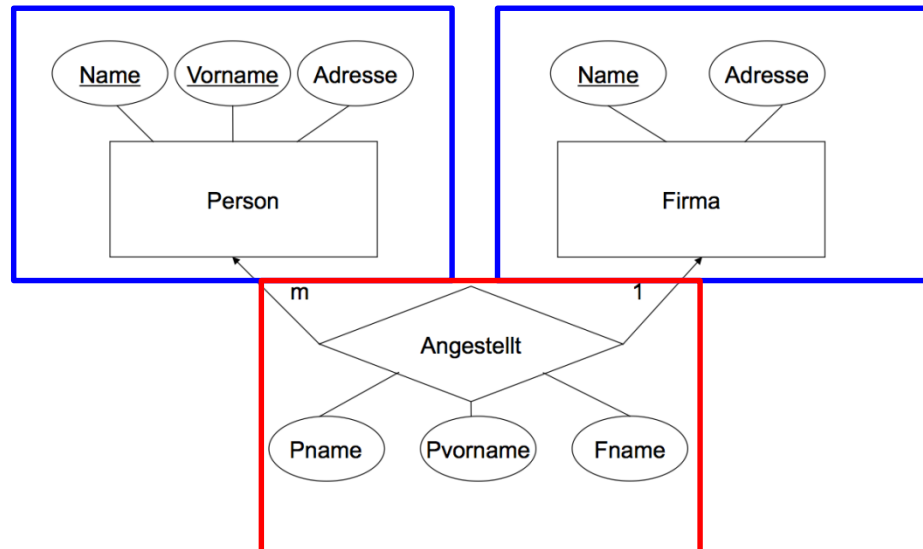 Name Vorname Adresse
Name Adresse
Person
Firma
m
1
Angestellt
Pname Pvorname Fname